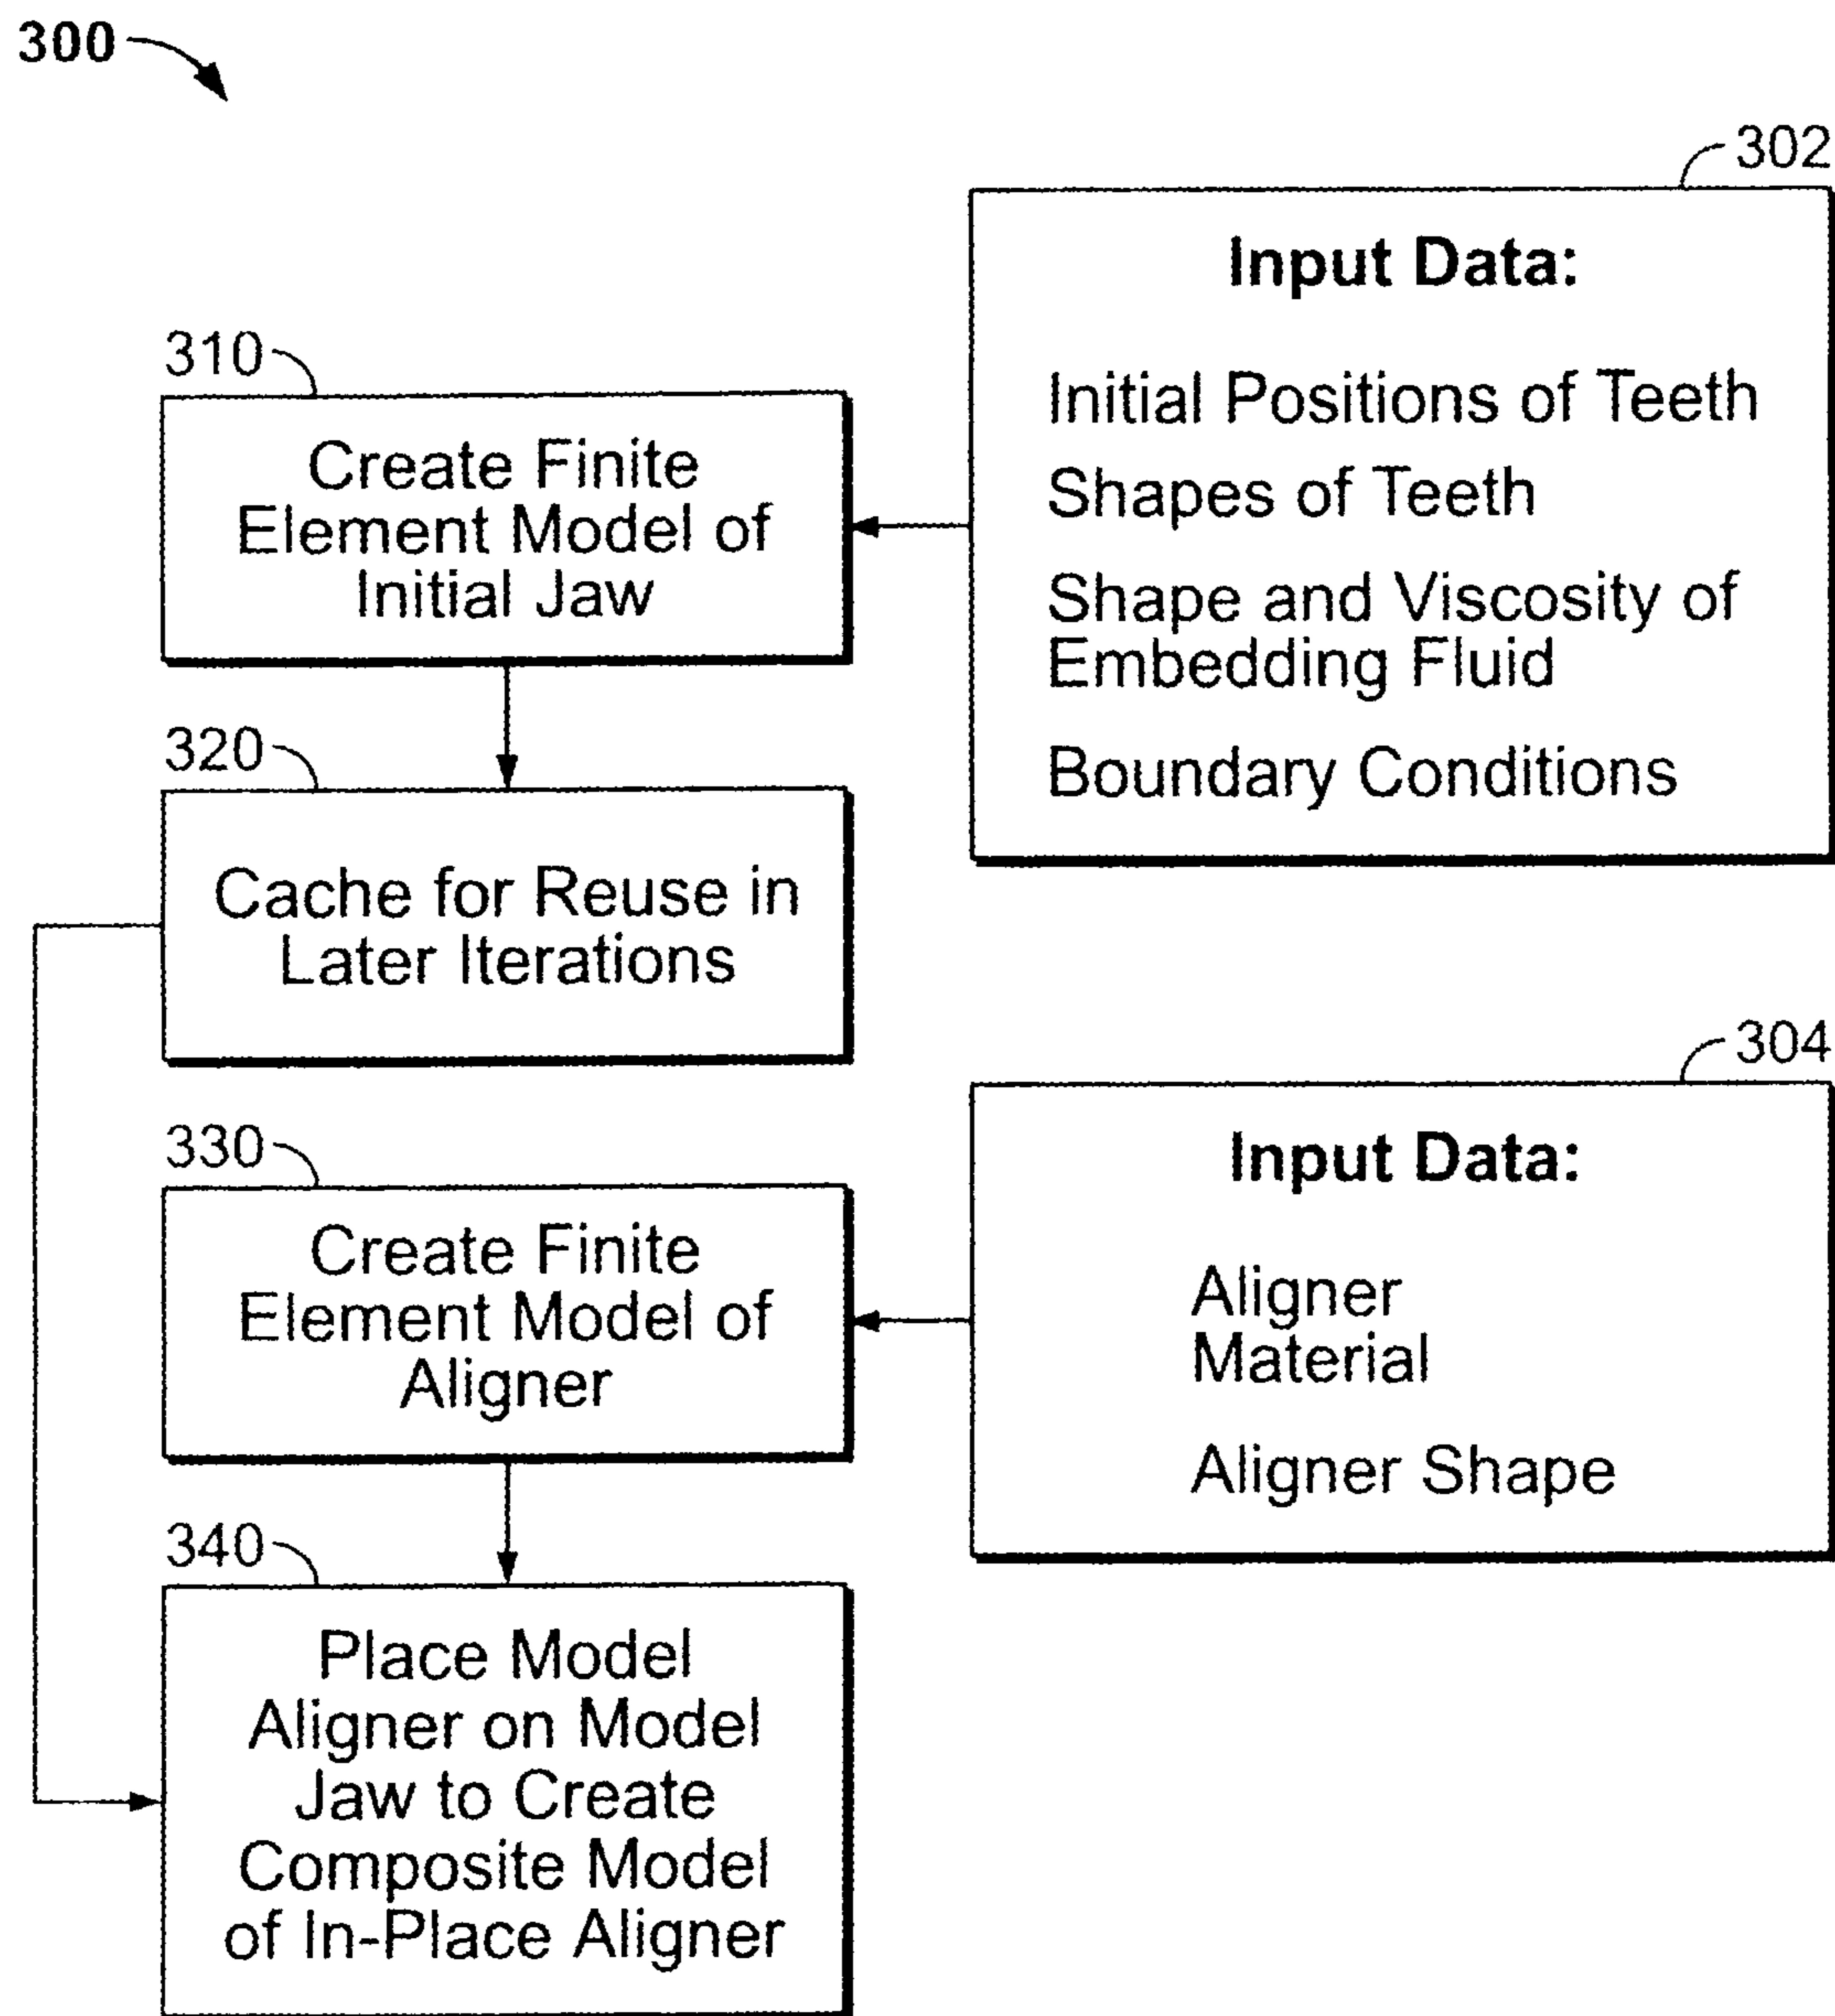 300
302
Input Data:
Initial Positions of Teeth
Shapes of Teeth
Shape and Viscosity of
Embedding Fluid
Boundary Conditions
310
Create Finite
Element Model of
Initial Jaw
320
Cache for Reuse in
Later Iterations
304
Input Data:
Aligner
Material
Aligner Shape
330
Create Finite
Element Model of
Aligner
340
Place Model
Aligner on Model
Jaw to Create
Composite Model
of In-Place Aligner